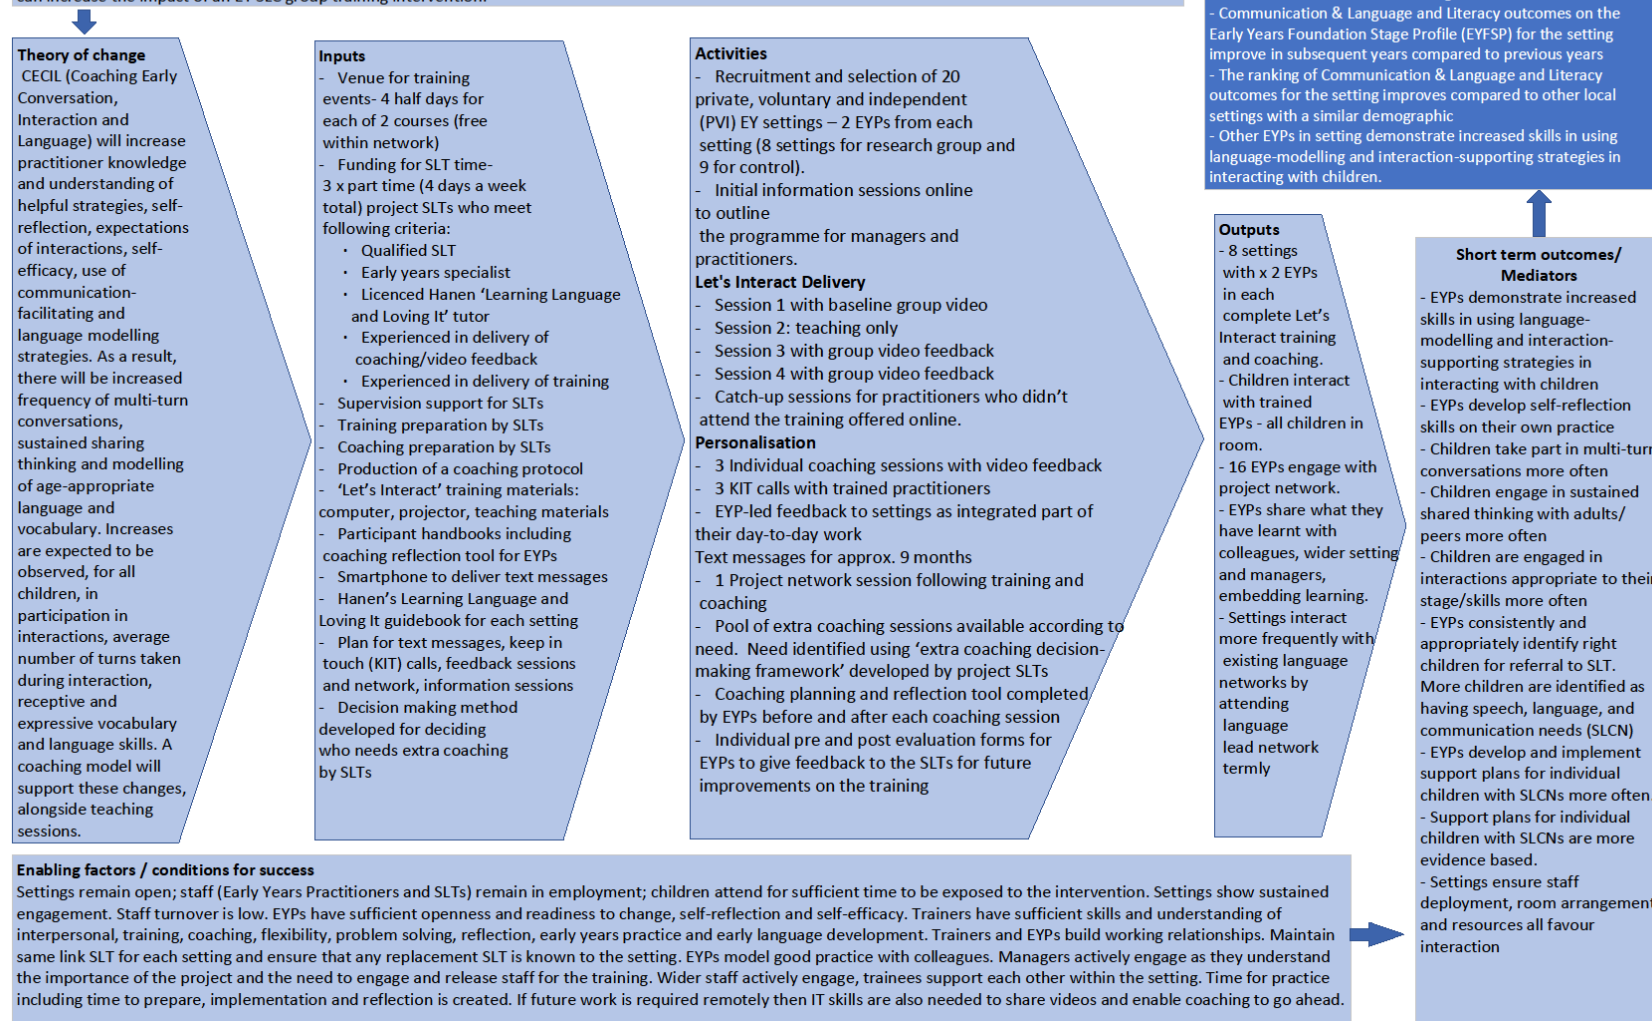 can increase the impact of an EY SLC group training intervention.
Theory of change
CECIL (Coaching Early
Conversation,
Interaction and
Language) will increase
practitioner knowledge
and understanding of
helpful strategies, self-
reflection, expectations
of interactions, self-
efficacy, use of
communication-
facilitating and
language modelling
strategies. As a result,
there will be increased
frequency of multi-turn
conversations,
sustained sharing
thinking and modelling
of age-appropriate
language and
vocabulary. Increases
are expected to be
observed, for all
children, in
participation in
interactions, average
number of turns taken
during interaction,
receptive and
expressive vocabulary
and language skills. A
coaching model will
support these changes,
alongside teaching
sessions.
Inputs
- Venue for training
events- 4 half days for
each of 2 courses (free
within network)
- Funding for SLT time-
3 x part time (4 days a week
total) project SLTs who meet
following criteria:
· Qualified SLT
· Early years specialist
· Licenced Hanen ‘Learning Language
and Loving It’ tutor
· Experienced in delivery of
coaching/video feedback
· Experienced in delivery of training
- Supervision support for SLTs
- Training preparation by SLTs
- Coaching preparation by SLTs
- Production of a coaching protocol
- ‘Let’s Interact’ training materials:
computer, projector, teaching materials
- Participant handbooks including
coaching reflection tool for EYPs
- Smartphone to deliver text messages
- Hanen’s Learning Language and
Loving It guidebook for each setting
- Plan for text messages, keep in
touch (KIT) calls, feedback sessions
and network, information sessions
- Decision making method
developed for deciding
who needs extra coaching
by SLTs
Activities
- Recruitment and selection of 20
private, voluntary and independent
(PVI) EY settings – 2 EYPs from each
setting (8 settings for research group and
9 for control).
- Initial information sessions online
to outline
the programme for managers and
practitioners.
Let's Interact Delivery
- Session 1 with baseline group video
- Session 2: teaching only
- Session 3 with group video feedback
- Session 4 with group video feedback
- Catch-up sessions for practitioners who didn’t
attend the training offered online.
Personalisation
- 3 Individual coaching sessions with video feedback
- 3 KIT calls with trained practitioners
- EYP-led feedback to settings as integrated part of
their day-to-day work
Text messages for approx. 9 months
- 1 Project network session following training and
coaching
- Pool of extra coaching sessions available according to
need. Need identified using ‘extra coaching decision-
making framework’ developed by project SLTs
- Coaching planning and reflection tool completed
by EYPs before and after each coaching session
- Individual pre and post evaluation forms for
EYPs to give feedback to the SLTs for future
improvements on the training
- Communication & Language and Literacy outcomes on the
Early Years Foundation Stage Profile (EYFSP) for the setting
improve in subsequent years compared to previous years
- The ranking of Communication & Language and Literacy
outcomes for the setting improves compared to other local
settings with a similar demographic
- Other EYPs in setting demonstrate increased skills in using
language-modelling and interaction-supporting strategies in
interacting with children.
Outputs
- 8 settings
with x 2 EYPs
in each
complete Let’s
Interact training
and coaching.
- Children interact
with trained
EYPs - all children in
room.
- 16 EYPs engage with
project network.
- EYPs share what they
have learnt with
colleagues, wider setting
and managers,
embedding learning.
- Settings interact
more frequently with
existing language
networks by
attending
language
lead network
termly
Short term outcomes/
Mediators
- EYPs demonstrate increased
skills in using language-
modelling and interaction-
supporting strategies in
interacting with children
- EYPs develop self-reflection
skills on their own practice
- Children take part in multi-turn
conversations more often
- Children engage in sustained
shared thinking with adults/
peers more often
- Children are engaged in
interactions appropriate to their
stage/skills more often
- EYPs consistently and
appropriately identify right
children for referral to SLT.
More children are identified as
having speech, language, and
communication needs (SLCN)
- EYPs develop and implement
support plans for individual
children with SLCNs more often.
- Support plans for individual
children with SLCNs are more
evidence based.
- Settings ensure staff
deployment, room arrangement
and resources all favour
interaction
Enabling factors / conditions for success
Settings remain open; staff (Early Years Practitioners and SLTs) remain in employment; children attend for sufficient time to be exposed to the intervention. Settings show sustained
engagement. Staff turnover is low. EYPs have sufficient openness and readiness to change, self-reflection and self-efficacy. Trainers have sufficient skills and understanding of
interpersonal, training, coaching, flexibility, problem solving, reflection, early years practice and early language development. Trainers and EYPs build working relationships. Maintain
same link SLT for each setting and ensure that any replacement SLT is known to the setting. EYPs model good practice with colleagues. Managers actively engage as they understand
the importance of the project and the need to engage and release staff for the training. Wider staff actively engage, trainees support each other within the setting. Time for practice
including time to prepare, implementation and reflection is created. If future work is required remotely then IT skills are also needed to share videos and enable coaching to go ahead.